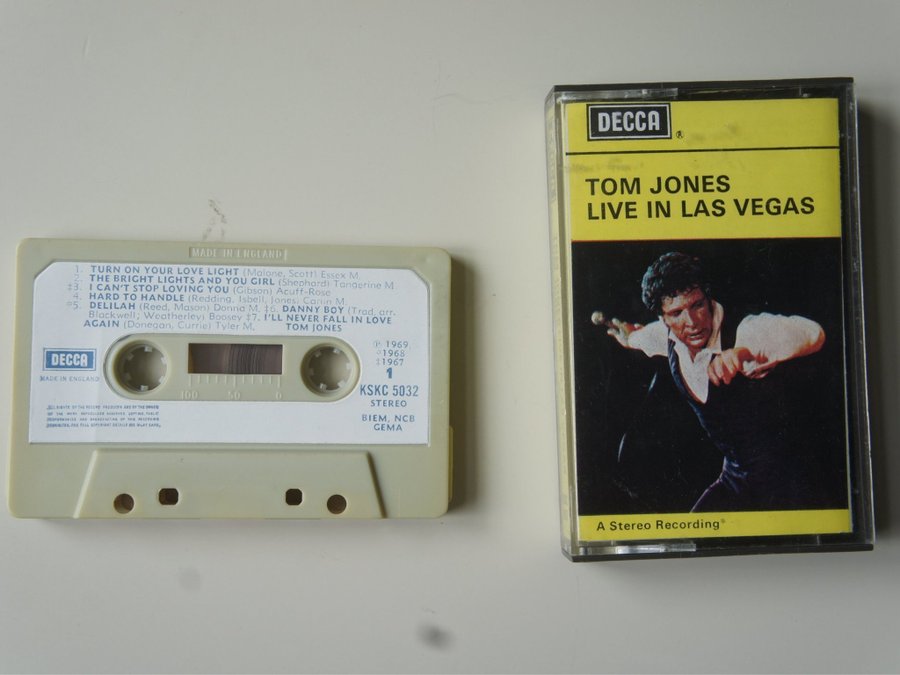 MADE IN ENGLAND
1. TURN ON YOUR LOVE LIGHT (Malone, Scott) Essex M.
2. THE BRIGHT LIGHTS AND YOU GIRL (Shephard) Tangerine M.
‡3. I CAN'T STOP LOVING YOU (Gibson) Acuff-Rose
4. HARD TO HANDLE (Redding, Isbell, Jones) Carlin M.
°5. DELILAH (Reed, Mason) Donna M. ‡6. DANNY BOY (Trad. arr.
Blackwell; Weatherley) Boosey ‡7. I'LL NEVER FALL IN LOVE
AGAIN (Donegan, Currie) Tyler M. TOM JONES
DECCA
MADE IN ENGLAND
℗ 1969,
°1968
‡1967
1
KSKC 5032
STEREO
BIEM, NCB
GEMA
100 50 0
DECCA ®
TOM JONES
LIVE IN LAS VEGAS
A Stereo Recording